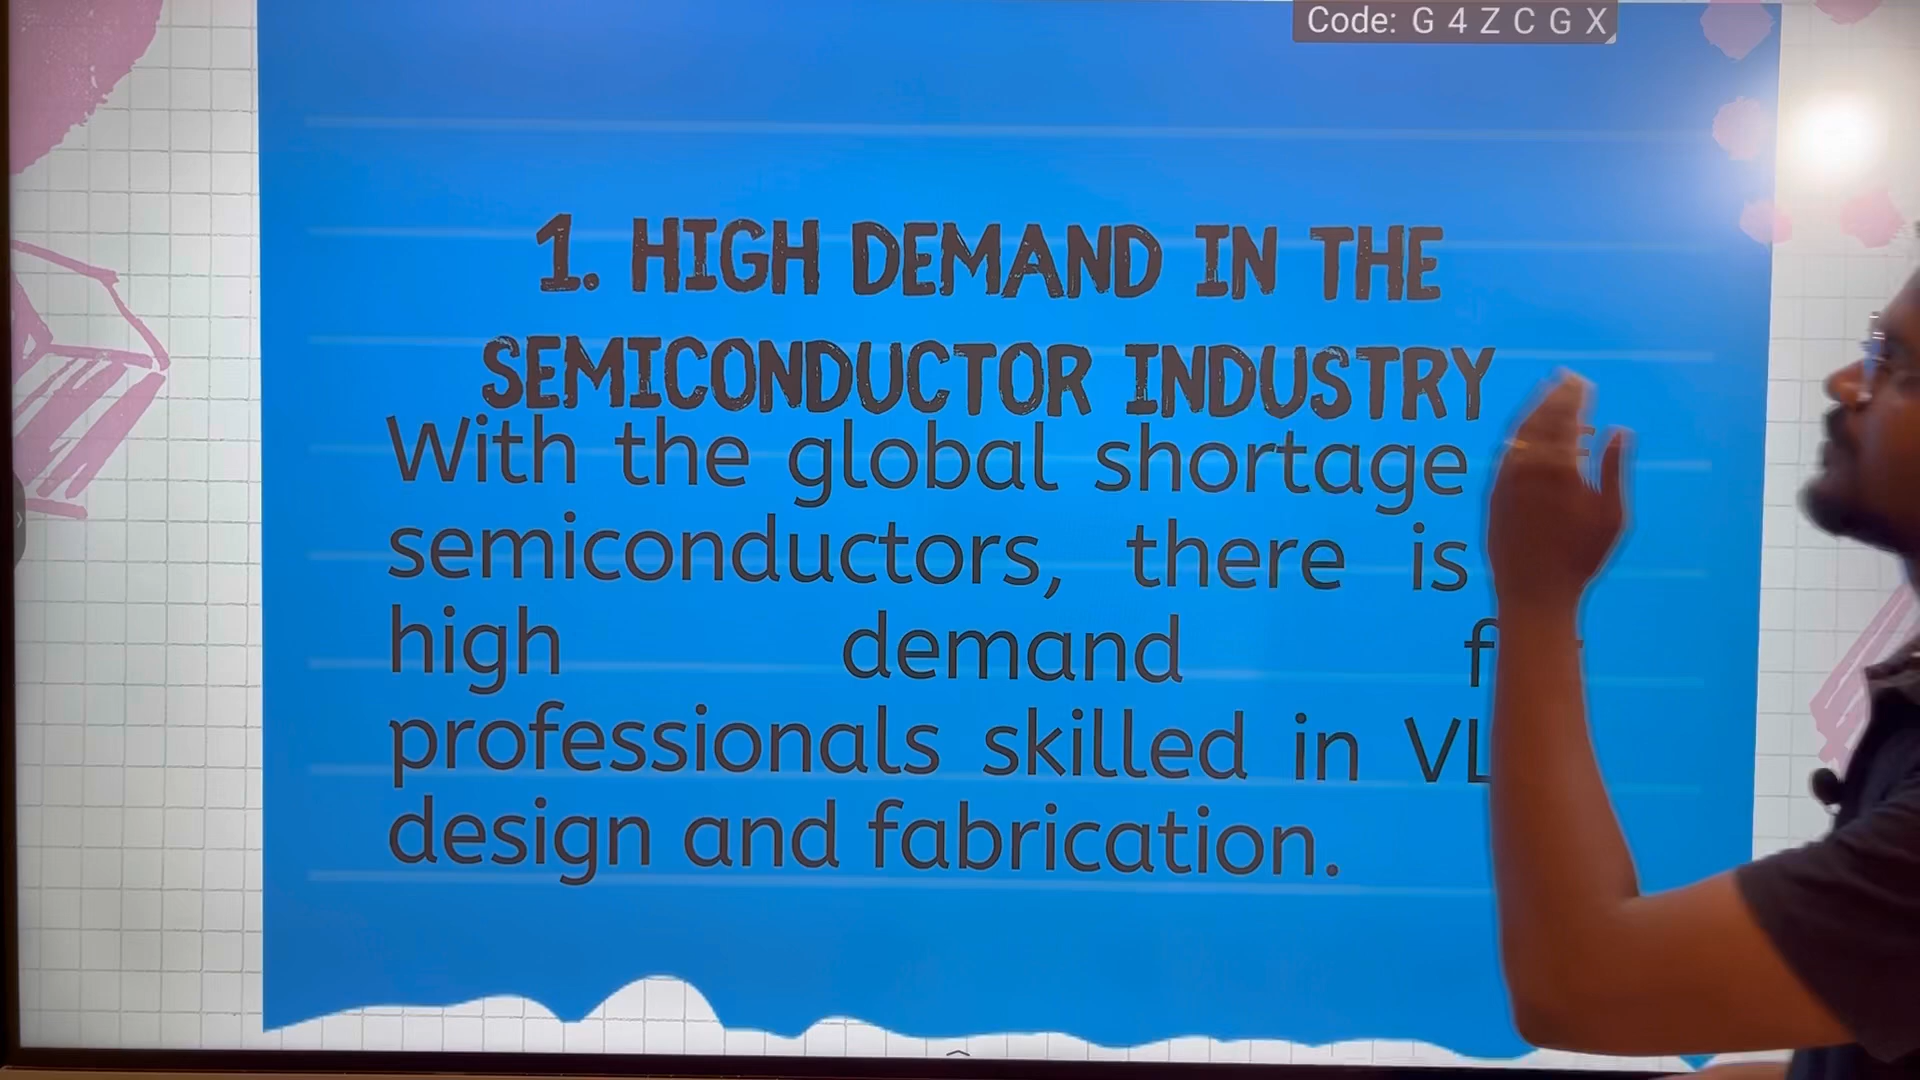 Code: G 4 Z C G X
1. HIGH DEMAND IN THE
SEMICONDUCTOR INDUSTRY
With the global shortage
semiconductors, there is
high demand
professionals skilled in
design and fabrication.